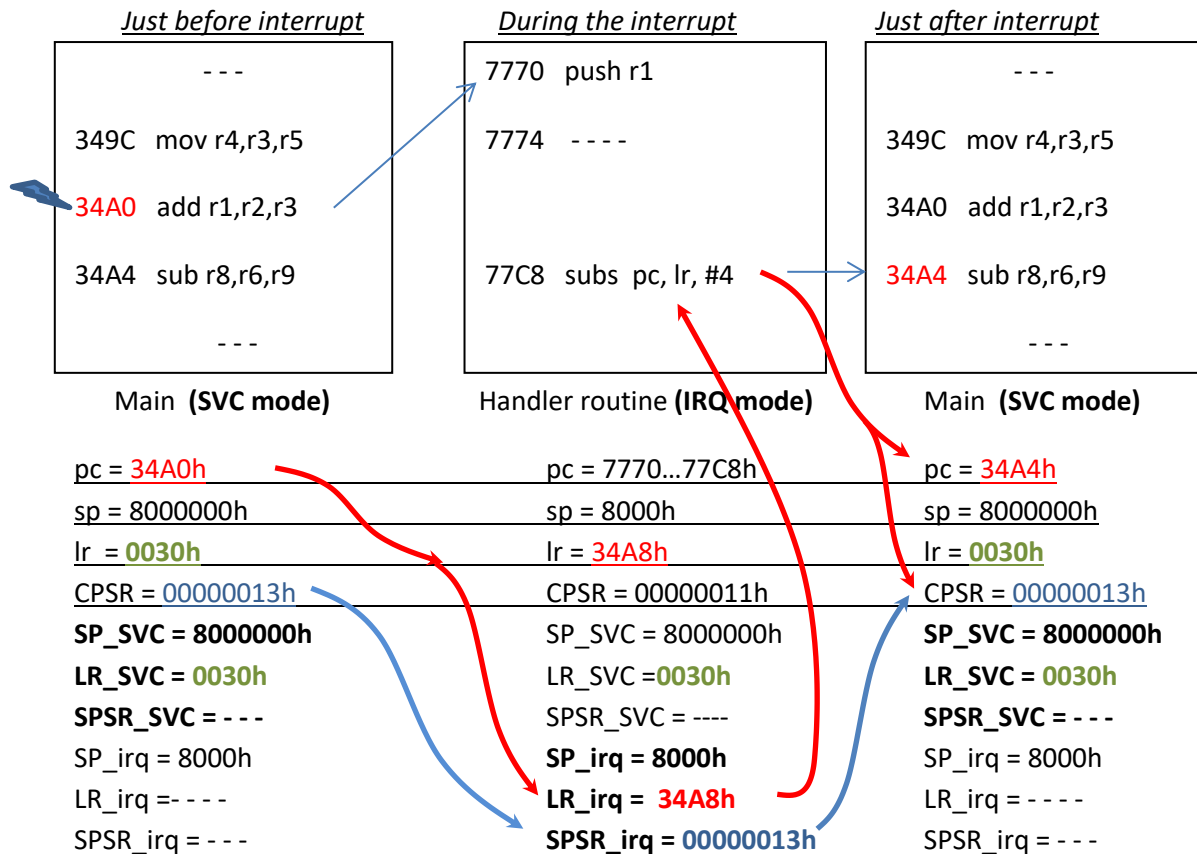 Just before interrupt
- - -
349C mov r4,r3,r5
34A0 add r1,r2,r3
34A4 sub r8,r6,r9
- - -
Main (SVC mode)
During the interrupt
7770 push r1
7774 - - - -
77C8 subs pc, lr, #4
Handler routine (IRQ mode)
Just after interrupt
- - -
349C mov r4,r3,r5
34A0 add r1,r2,r3
34A4 sub r8,r6,r9
- - -
Main (SVC mode)
pc = 34A0h
sp = 8000000h
lr = 0030h
CPSR = 00000013h
SP_SVC = 8000000h
LR_SVC = 0030h
SPSR_SVC = - - -
SP_irq = 8000h
LR_irq =- - - -
SPSR_irq = - - -
pc = 7770...77C8h
sp = 8000h
lr = 34A8h
CPSR = 00000011h
SP_SVC = 8000000h
LR_SVC =0030h
SPSR_SVC = ----
SP_irq = 8000h
LR_irq = 34A8h
SPSR_irq = 00000013h
pc = 34A4h
sp = 8000000h
lr = 0030h
CPSR = 00000013h
SP_SVC = 8000000h
LR_SVC = 0030h
SPSR_SVC = - - -
SP_irq = 8000h
LR_irq = - - - -
SPSR_irq = - - -